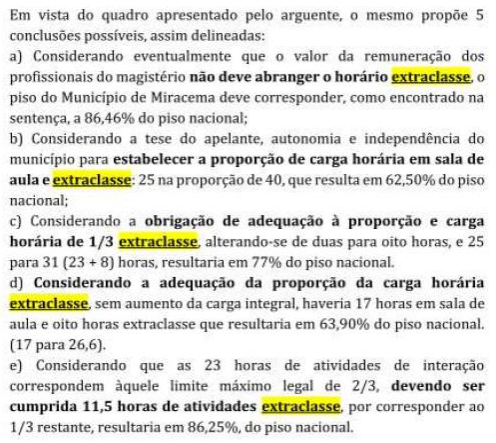 Em vista do quadro apresentado pelo arguente, o mesmo propõe 5
conclusões possíveis, assim delineadas:
a) Considerando eventualmente que o valor da remuneração dos
profissionais do magistério não deve abranger o horário extraclasse, o
piso do Município de Miracema deve corresponder, como encontrado na
sentença, a 86,46% do piso nacional;
b) Considerando a tese do apelante, autonomia e independência do
município para estabelecer a proporção de carga horária em sala de
aula e extraclasse: 25 na proporção de 40, que resulta em 62,50% do piso
nacional;
c) Considerando a obrigação de adequação à proporção e carga
horária de 1/3 extraclasse, alterando-se de duas para oito horas, e 25
para 31 (23 + 8) horas, resultaria em 77% do piso nacional.
d) Considerando a adequação da proporção da carga horária
extraclasse, sem aumento da carga integral, haveria 17 horas em sala de
aula e oito horas extraclasse que resultaria em 63,90% do piso nacional.
(17 para 26,6).
e) Considerando que as 23 horas de atividades de interação
correspondem àquele limite máximo legal de 2/3, devendo ser
cumprida 11,5 horas de atividades extraclasse, por corresponder ao
1/3 restante, resultaria em 86,25%, do piso nacional.